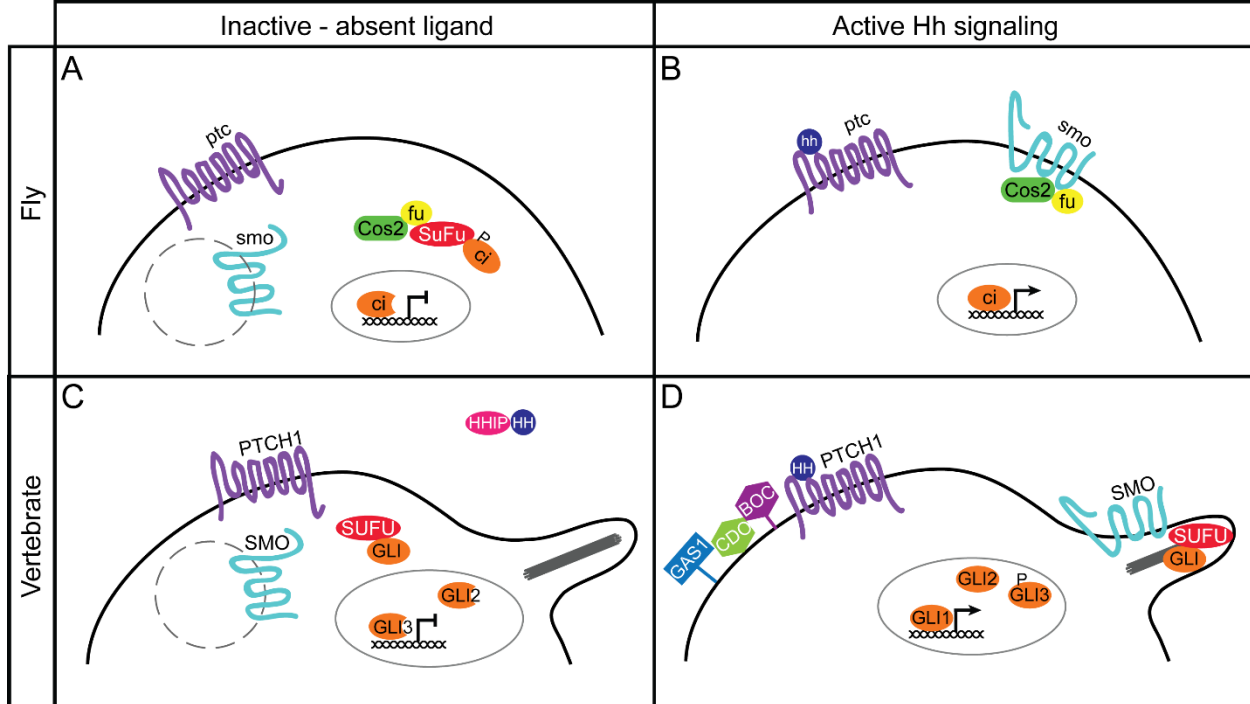 Inactive - absent ligand
Active Hh signaling
Fly
A
ptc
smo
Cos2
fu
SuFu
P
ci
ci
B
hh
ptc
smo
Cos2
fu
ci
Vertebrate
C
HHIP
HH
PTCH1
SMO
SUFU
GLI
GLI2
GLI3
D
HH
PTCH1
BOC
CDO
GAS1
SMO
SUFU
GLI
GLI2
P
GLI3
GLI1